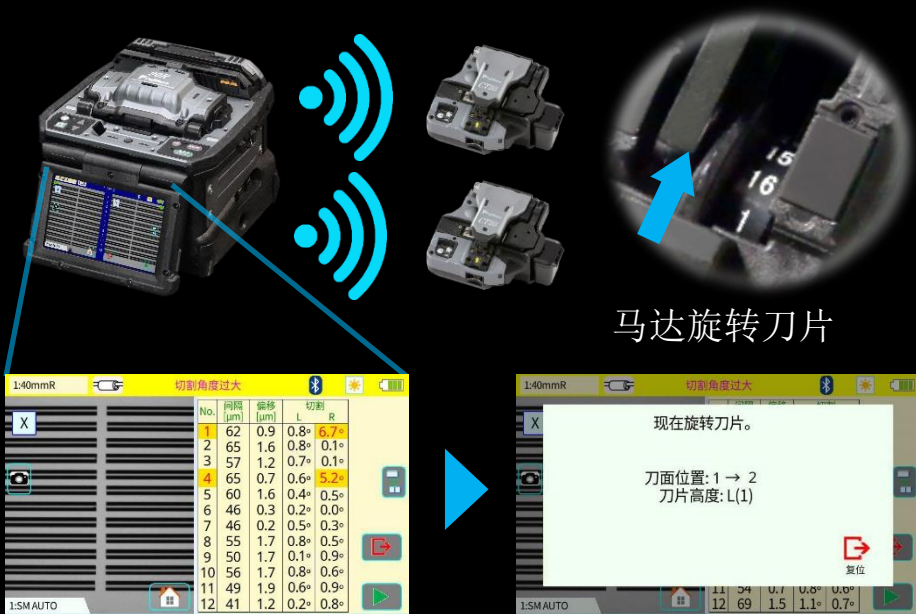 15
16
1
马达旋转刀片
1:40mmR
切割角度过大
No. 间隔[μm] 偏移[μm] 切割 L R
1 62 0.9 0.8° 6.7°
2 65 1.6 0.8° 0.1°
3 57 1.2 0.7° 0.1°
4 65 0.7 0.6° 5.2°
5 60 1.6 0.4° 0.5°
6 46 0.3 0.2° 0.0°
7 46 0.2 0.5° 0.3°
8 55 1.7 0.8° 0.5°
9 50 1.7 0.1° 0.9°
10 56 1.7 0.8° 0.6°
11 49 1.9 0.6° 0.9°
12 41 1.2 0.2° 0.8°
X
1:SM AUTO
1:40mmR
切割角度过大
X
现在旋转刀片。
刀面位置: 1 → 2
刀片高度: L(1)
复位
11 54 0.7 0.8° 0.6°
12 69 1.5 1.1° 0.7°
1:SM AUTO